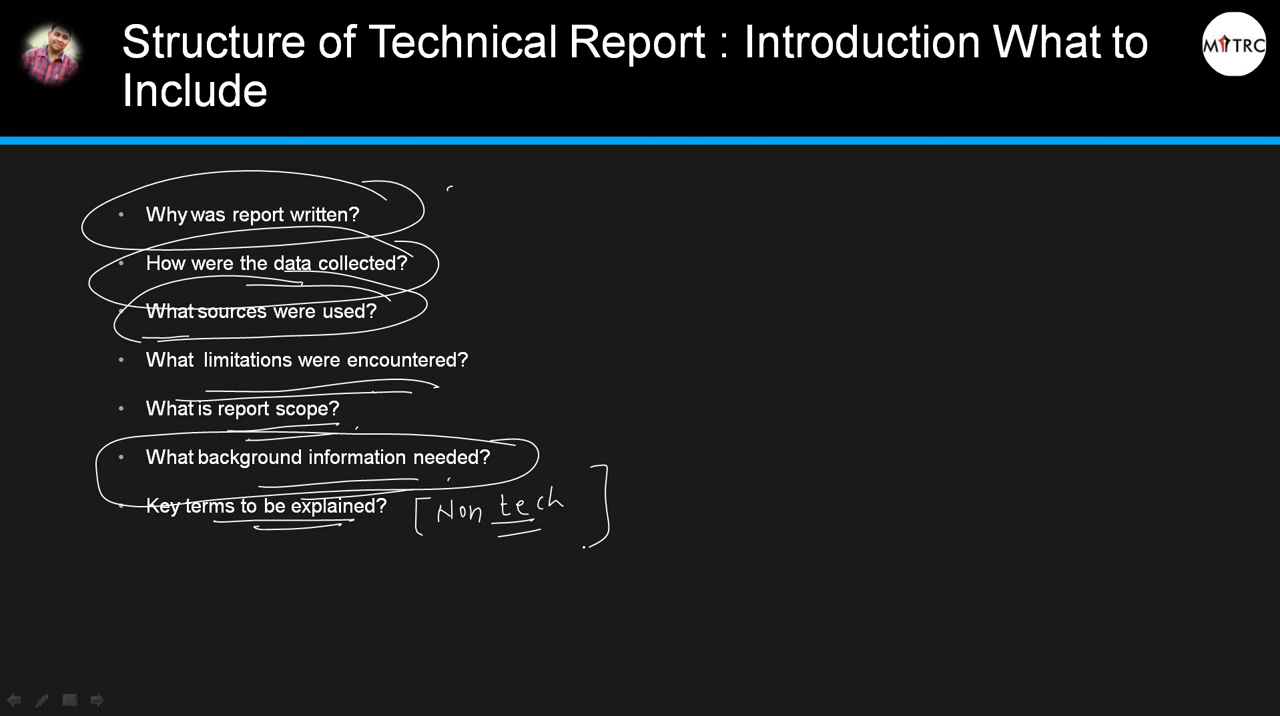 Structure of Technical Report : Introduction What to
Include
MITRC
• Why was report written?
• How were the data collected?
• What sources were used?
• What limitations were encountered?
• What is report scope?
• What background information needed?
• Key terms to be explained? [Non tech]